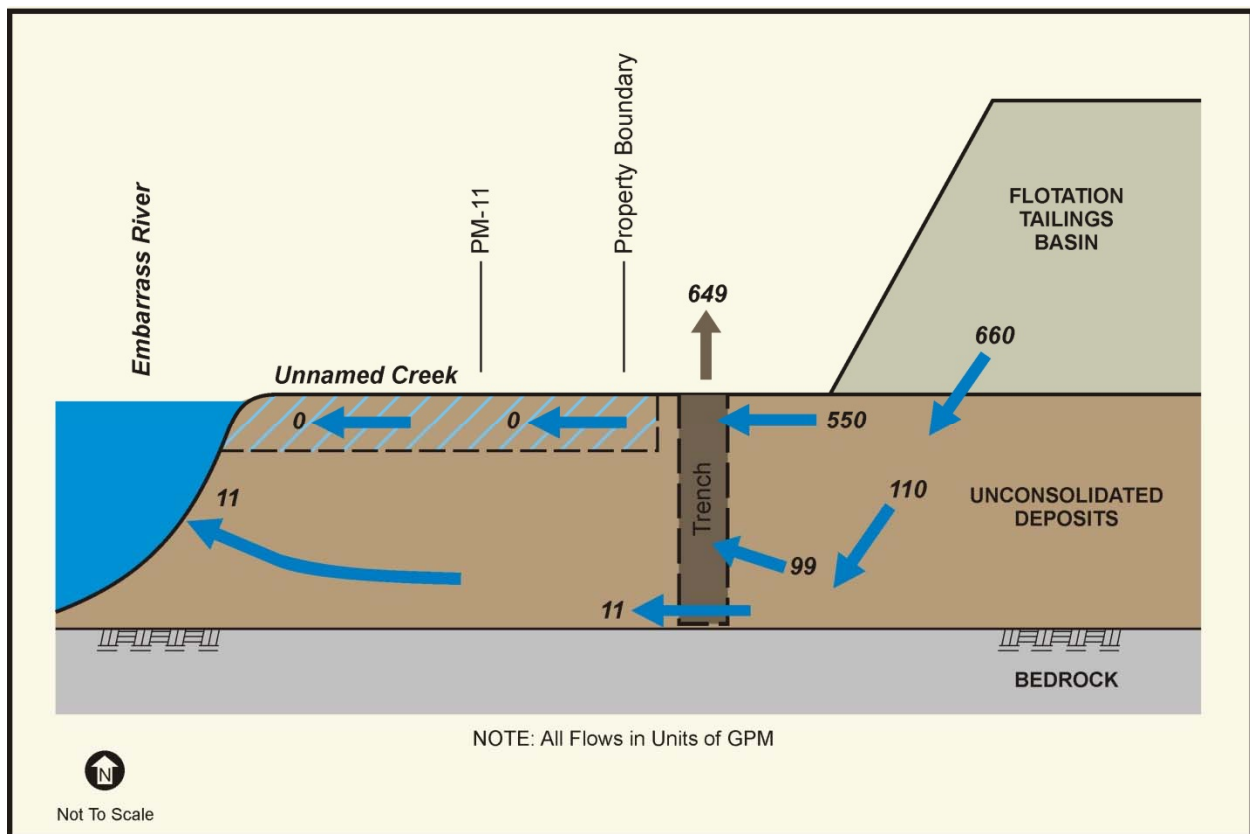 Embarrass River
PM-11
Property Boundary
FLOTATION
TAILINGS
BASIN
649
660
Unnamed Creek
0
0
550
11
Trench
110
UNCONSOLIDATED
DEPOSITS
99
11
BEDROCK
NOTE: All Flows in Units of GPM
N
Not To Scale